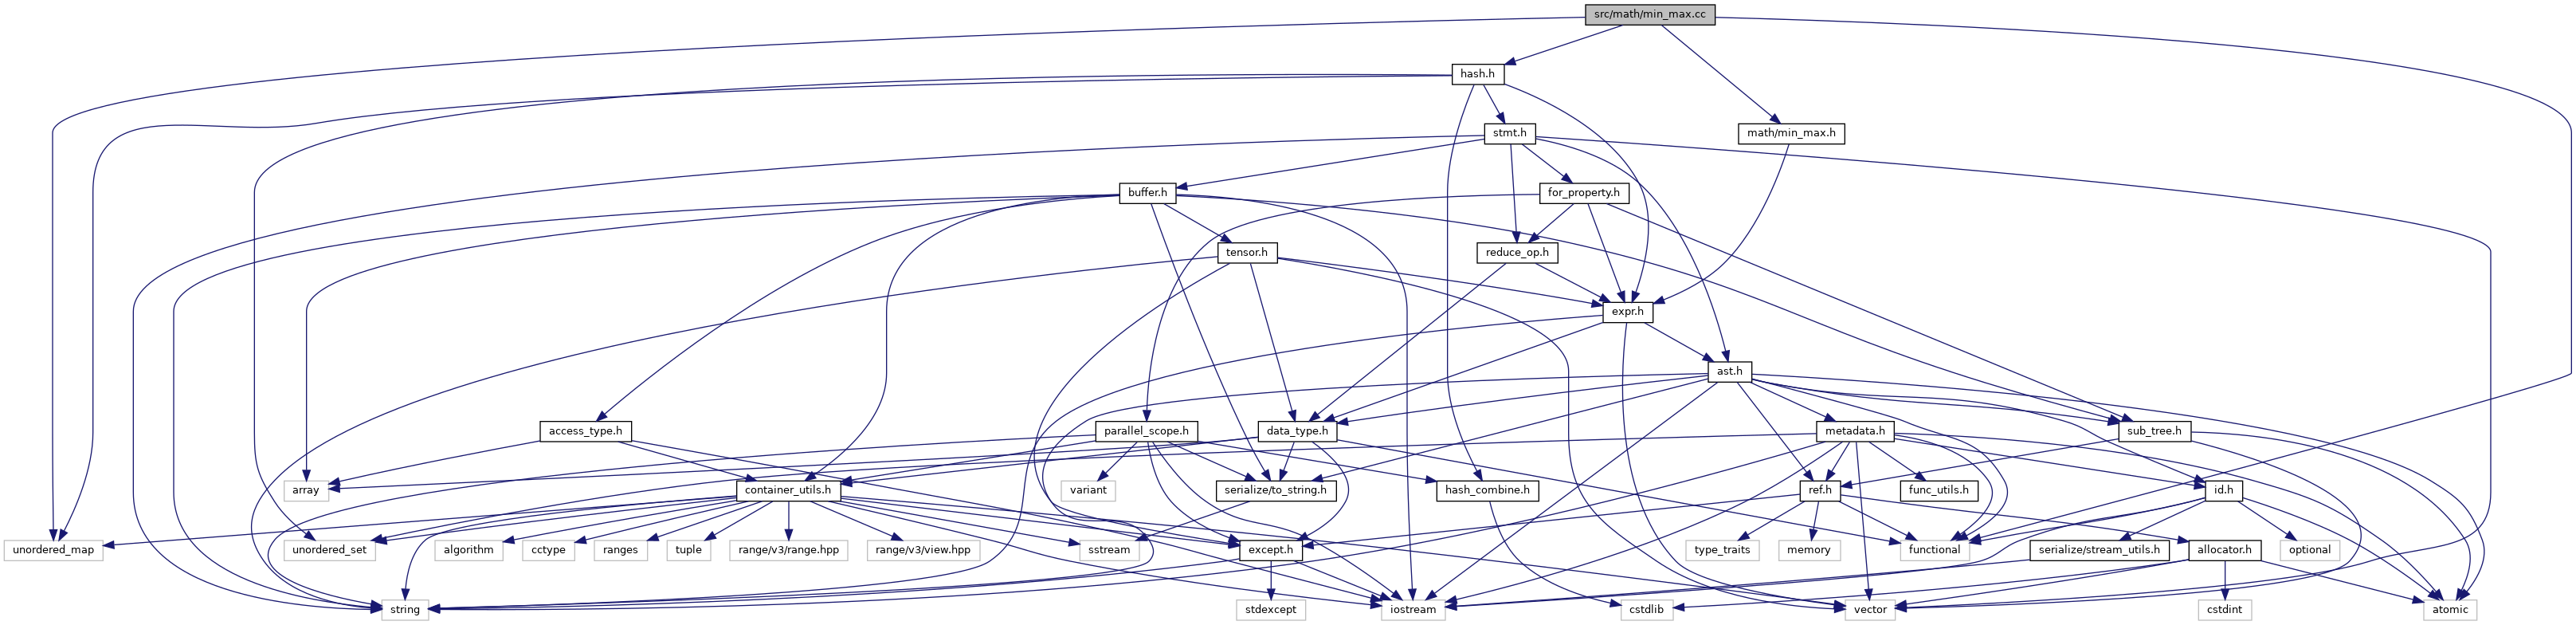 src/math/min_max.cc
hash.h
stmt.h
math/min_max.h
buffer.h
for_property.h
tensor.h
reduce_op.h
expr.h
ast.h
access_type.h
parallel_scope.h
data_type.h
metadata.h
sub_tree.h
array
container_utils.h
variant
serialize/to_string.h
hash_combine.h
ref.h
func_utils.h
id.h
unordered_map
unordered_set
algorithm
cctype
ranges
tuple
range/v3/range.hpp
range/v3/view.hpp
sstream
except.h
type_traits
memory
functional
serialize/stream_utils.h
allocator.h
optional
string
stdexcept
iostream
cstdlib
vector
cstdint
atomic